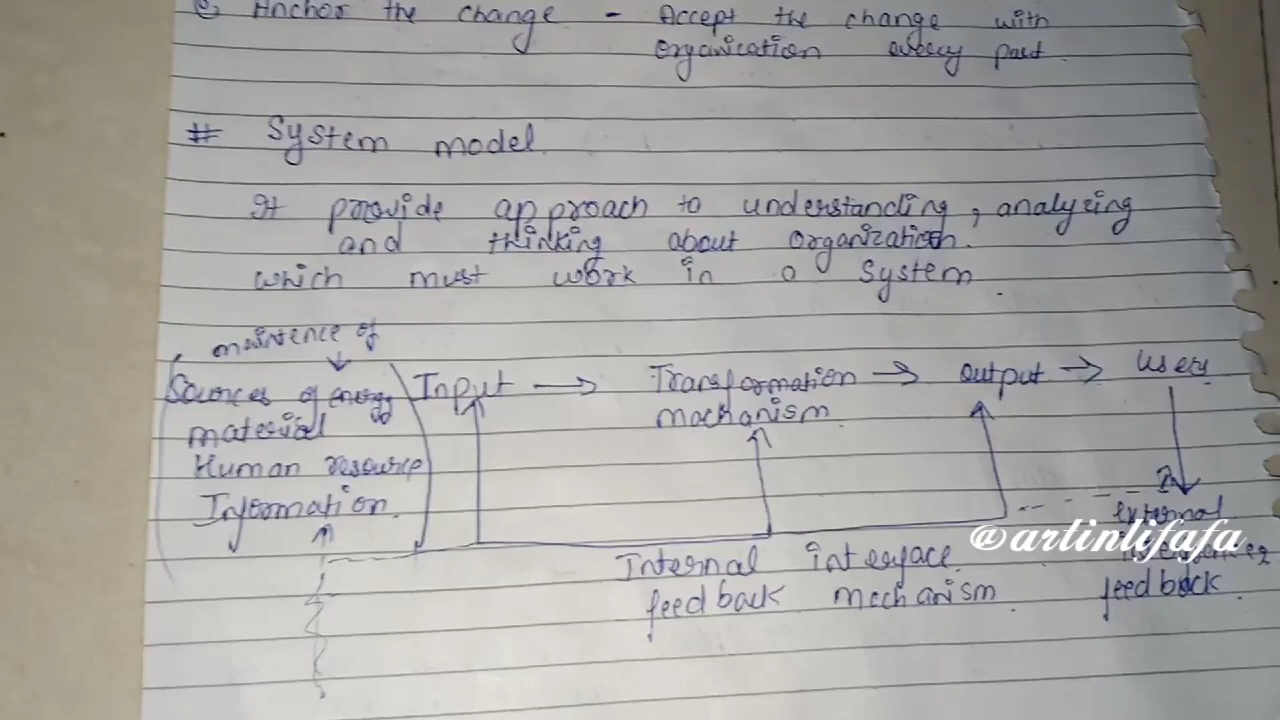 Anchor the change - Accept the change with
organication every part
# System model
It provide approach to understanding, analyzing
and thinking about organization.
which must work in a system.
maintence of
Sources of energy Input → Transformation → output → users
material mechanism
Human resource
Information.
external
@artinlifafa
Internal interface
feedback mechanism feedback.